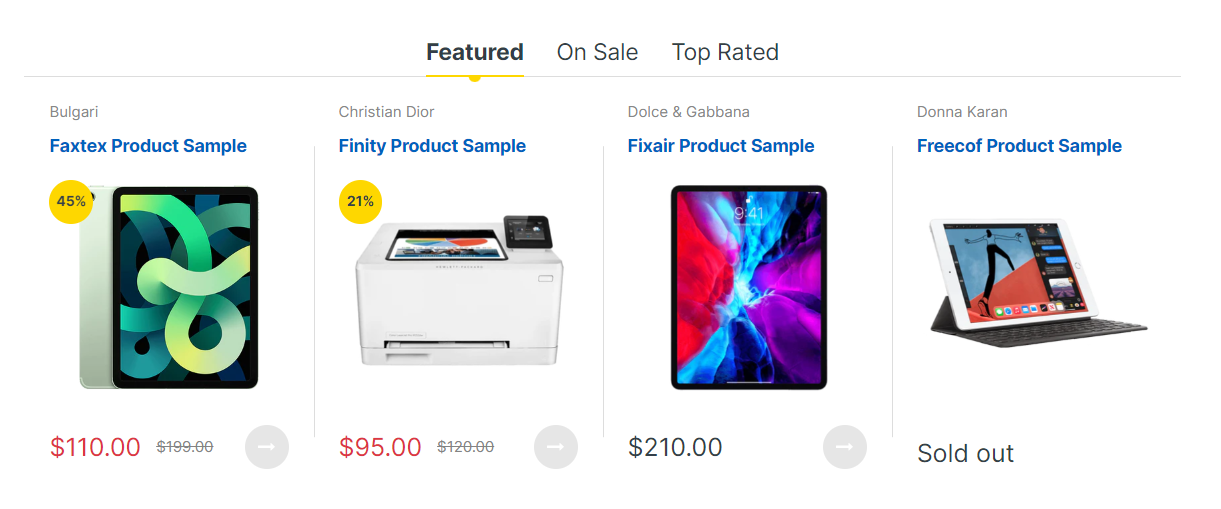 Featured On Sale Top Rated
Bulgari
Faxtex Product Sample
45%
$110.00 $199.00
Christian Dior
Finity Product Sample
21%
HEWLETT-PACKARD
$95.00 $120.00
Dolce & Gabbana
Fixair Product Sample
9:41
$210.00
Donna Karan
Freecof Product Sample
Sold out